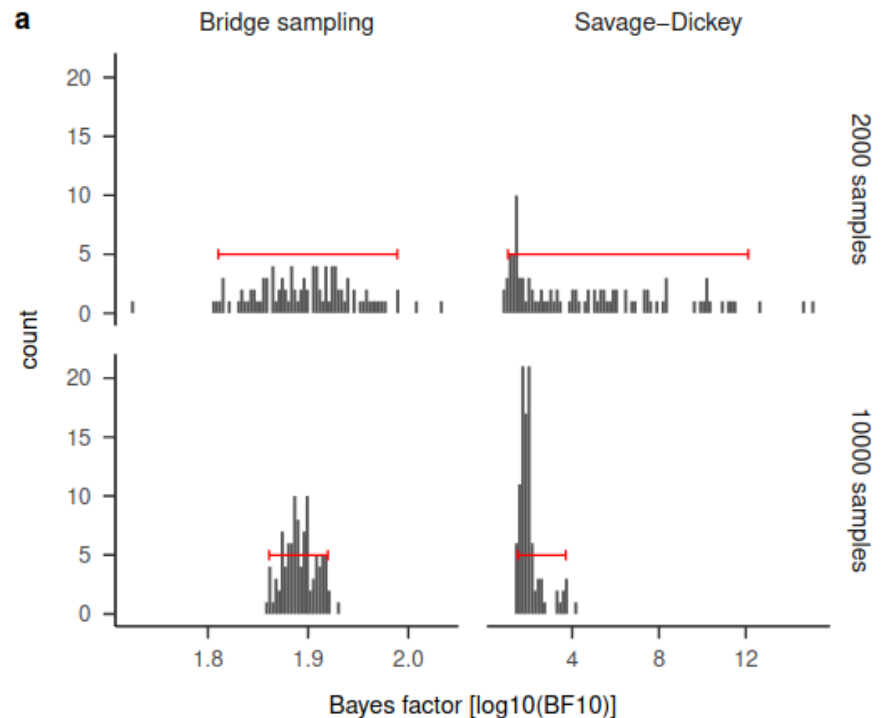 a
Bridge sampling
Savage−Dickey
20
15
10
5
0
2000 samples
20
15
10
5
0
10000 samples
count
1.8
1.9
2.0
4
8
12
Bayes factor [log10(BF10)]